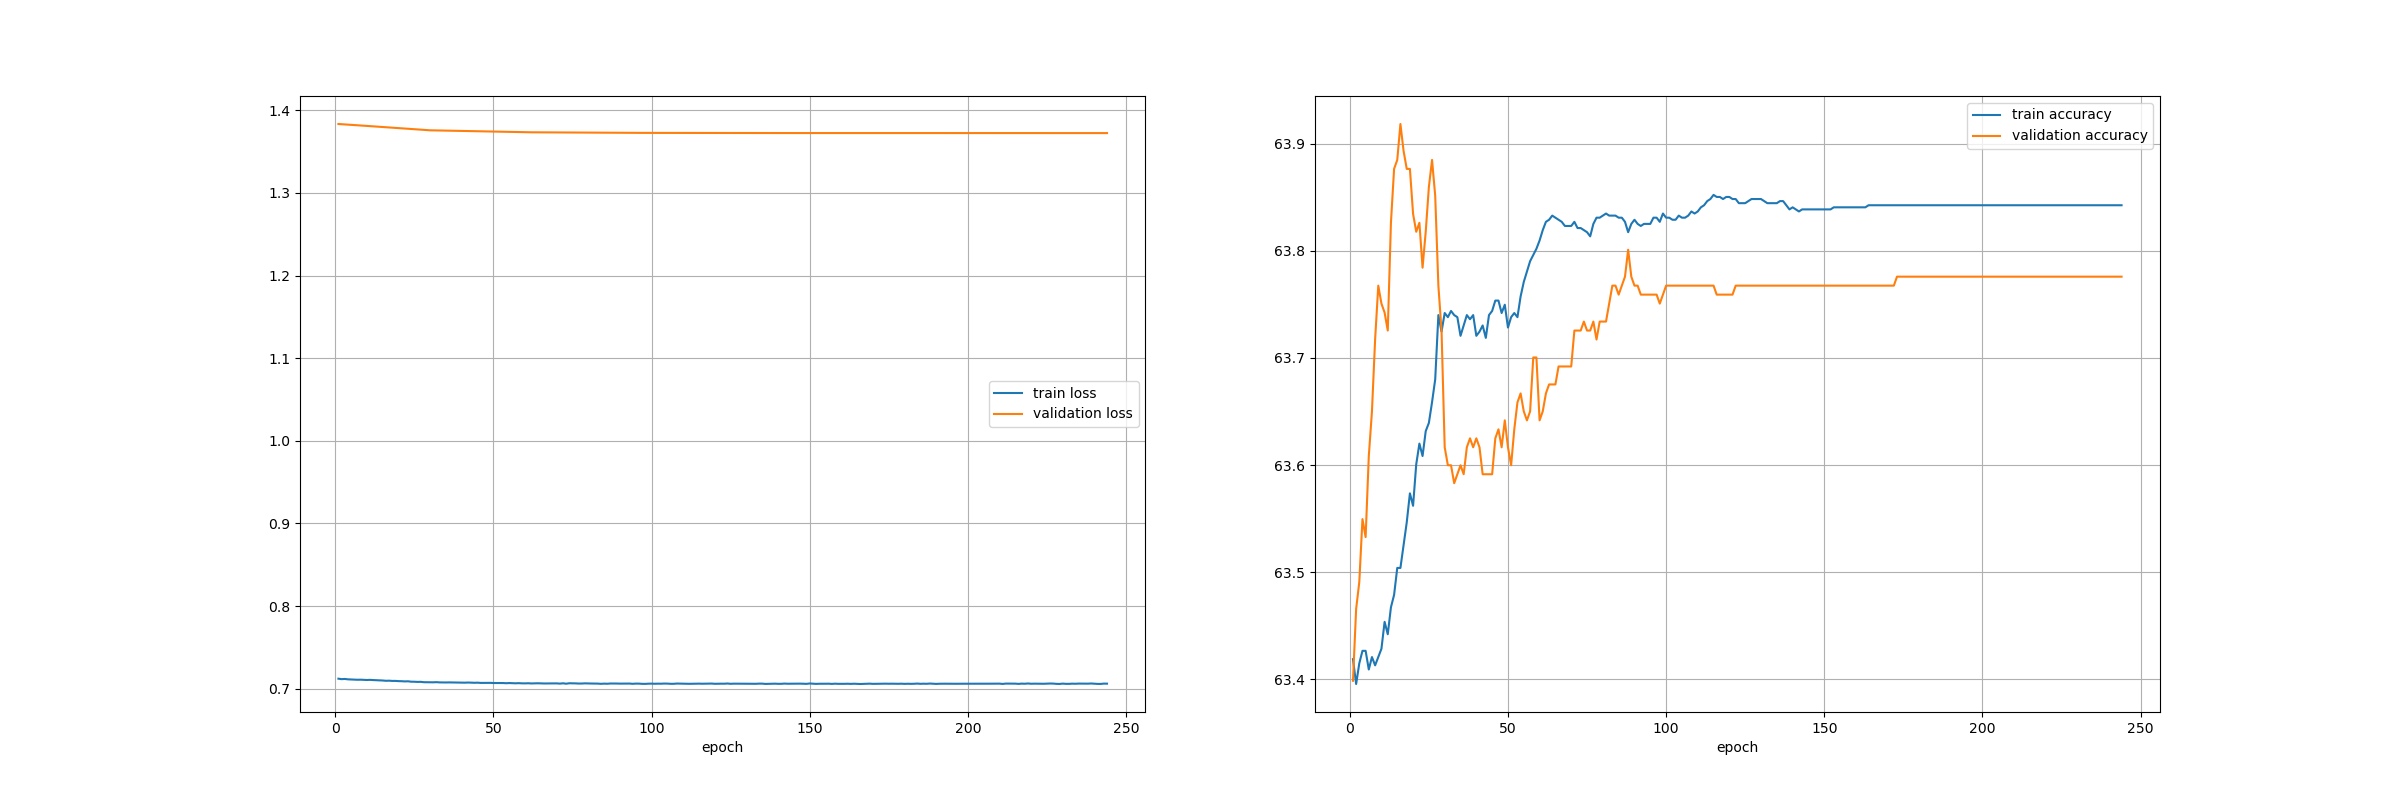 1.4
1.3
1.2
1.1
1.0
0.9
0.8
0.7
0 50 100 150 200 250
epoch
train loss
validation loss
63.9
63.8
63.7
63.6
63.5
63.4
0 50 100 150 200 250
epoch
train accuracy
validation accuracy